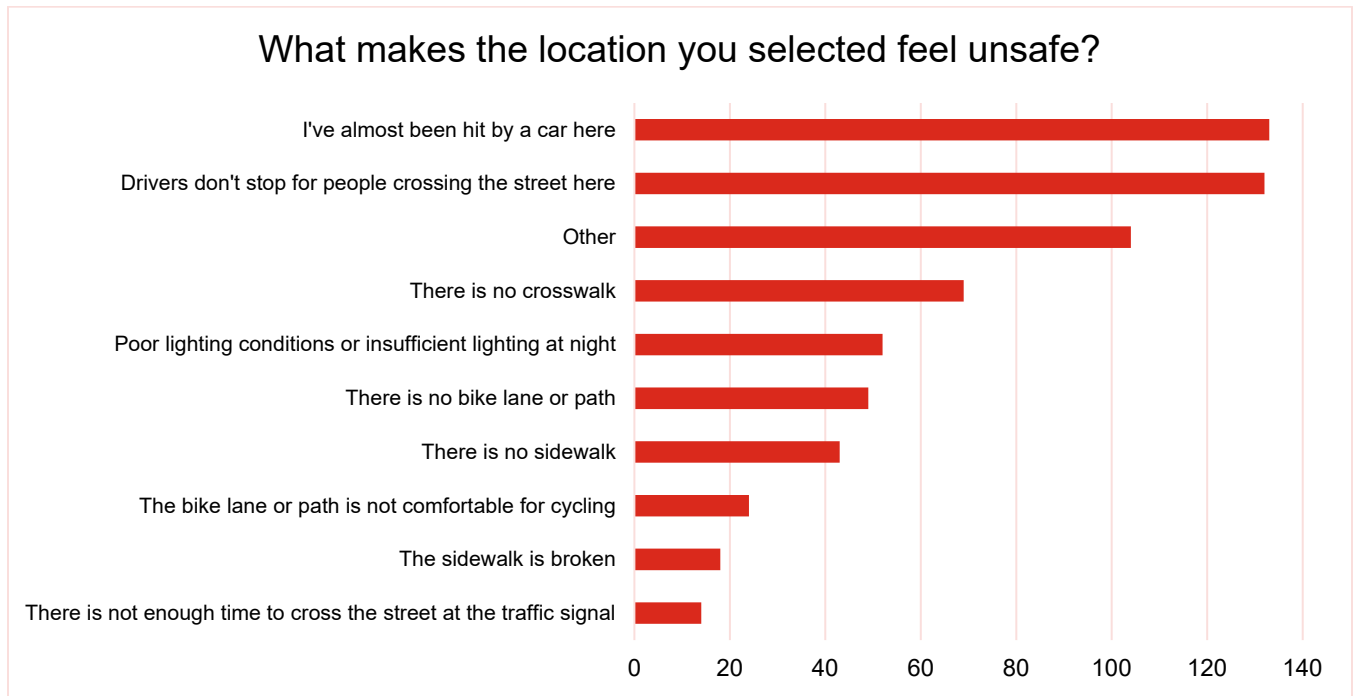 What makes the location you selected feel unsafe?
I've almost been hit by a car here
Drivers don't stop for people crossing the street here
Other
There is no crosswalk
Poor lighting conditions or insufficient lighting at night
There is no bike lane or path
There is no sidewalk
The bike lane or path is not comfortable for cycling
The sidewalk is broken
There is not enough time to cross the street at the traffic signal
0 20 40 60 80 100 120 140